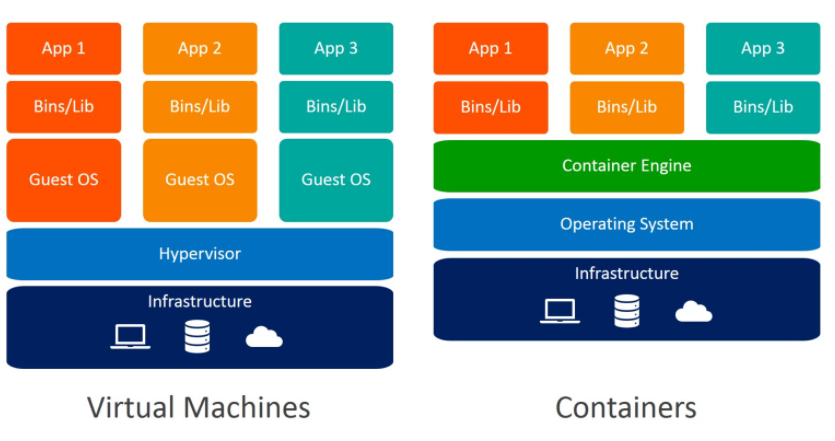 App 1
App 2
App 3
Bins/Lib
Bins/Lib
Bins/Lib
Guest OS
Guest OS
Guest OS
Hypervisor
Infrastructure
Virtual Machines
App 1
App 2
App 3
Bins/Lib
Bins/Lib
Bins/Lib
Container Engine
Operating System
Infrastructure
Containers